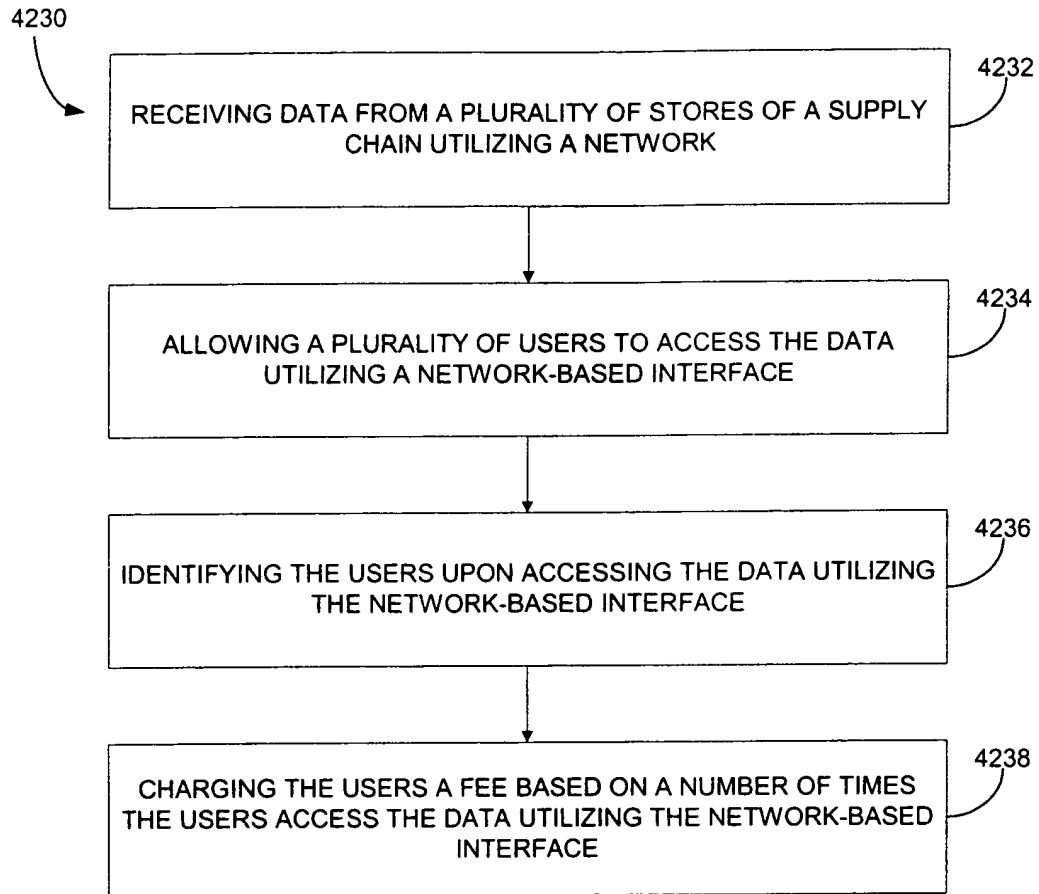 4230
4232
RECEIVING DATA FROM A PLURALITY OF STORES OF A SUPPLY
CHAIN UTILIZING A NETWORK
4234
ALLOWING A PLURALITY OF USERS TO ACCESS THE DATA
UTILIZING A NETWORK-BASED INTERFACE
4236
IDENTIFYING THE USERS UPON ACCESSING THE DATA UTILIZING
THE NETWORK-BASED INTERFACE
4238
CHARGING THE USERS A FEE BASED ON A NUMBER OF TIMES
THE USERS ACCESS THE DATA UTILIZING THE NETWORK-BASED
INTERFACE